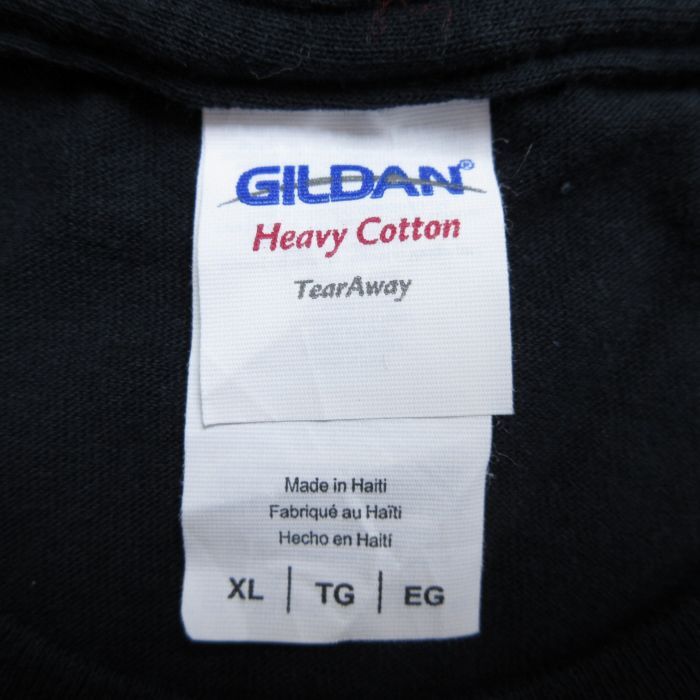 GILDAN®
Heavy Cotton
TearAway
Made in Haiti
Fabriqué au Haïti
Hecho en Haití
XL | TG | EG